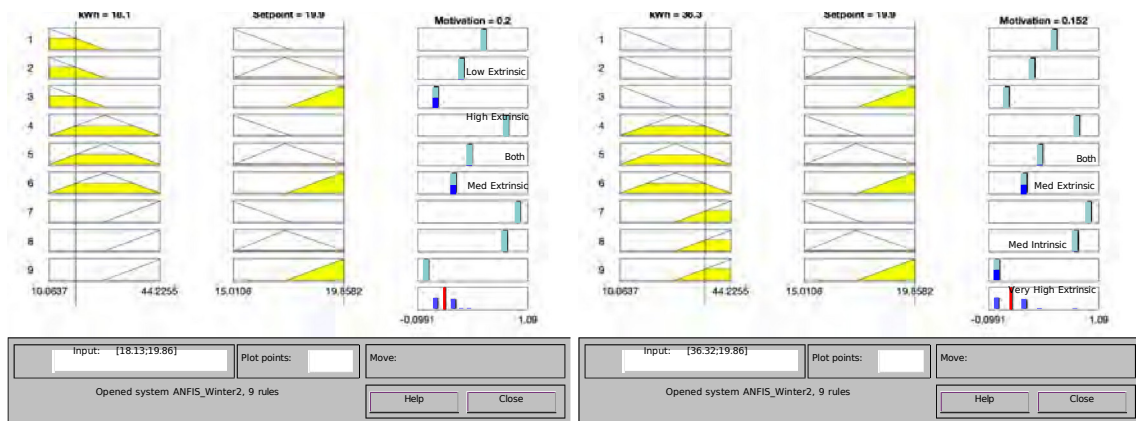 kWh = 18.1
Setpoint = 19.9
Motivation = 0.2
1
2
Low Extrinsic
3
4
High Extrinsic
5
Both
6
Med Extrinsic
7
8
9
10.0637
44.2255
15.0106
19.8582
-0.0991
1.09
Input: [18.13;19.86]
Plot points:
Move:
Opened system ANFIS_Winter2, 9 rules
Help
Close
kWh = 36.3
Setpoint = 19.9
Motivation = 0.152
1
2
3
4
5
Both
6
Med Extrinsic
7
8
Med Intrinsic
9
10.0637
44.2255
15.0106
19.8582
Very High Extrinsic
-0.0991
1.09
Input: [36.32;19.86]
Plot points:
Move:
Opened system ANFIS_Winter2, 9 rules
Help
Close